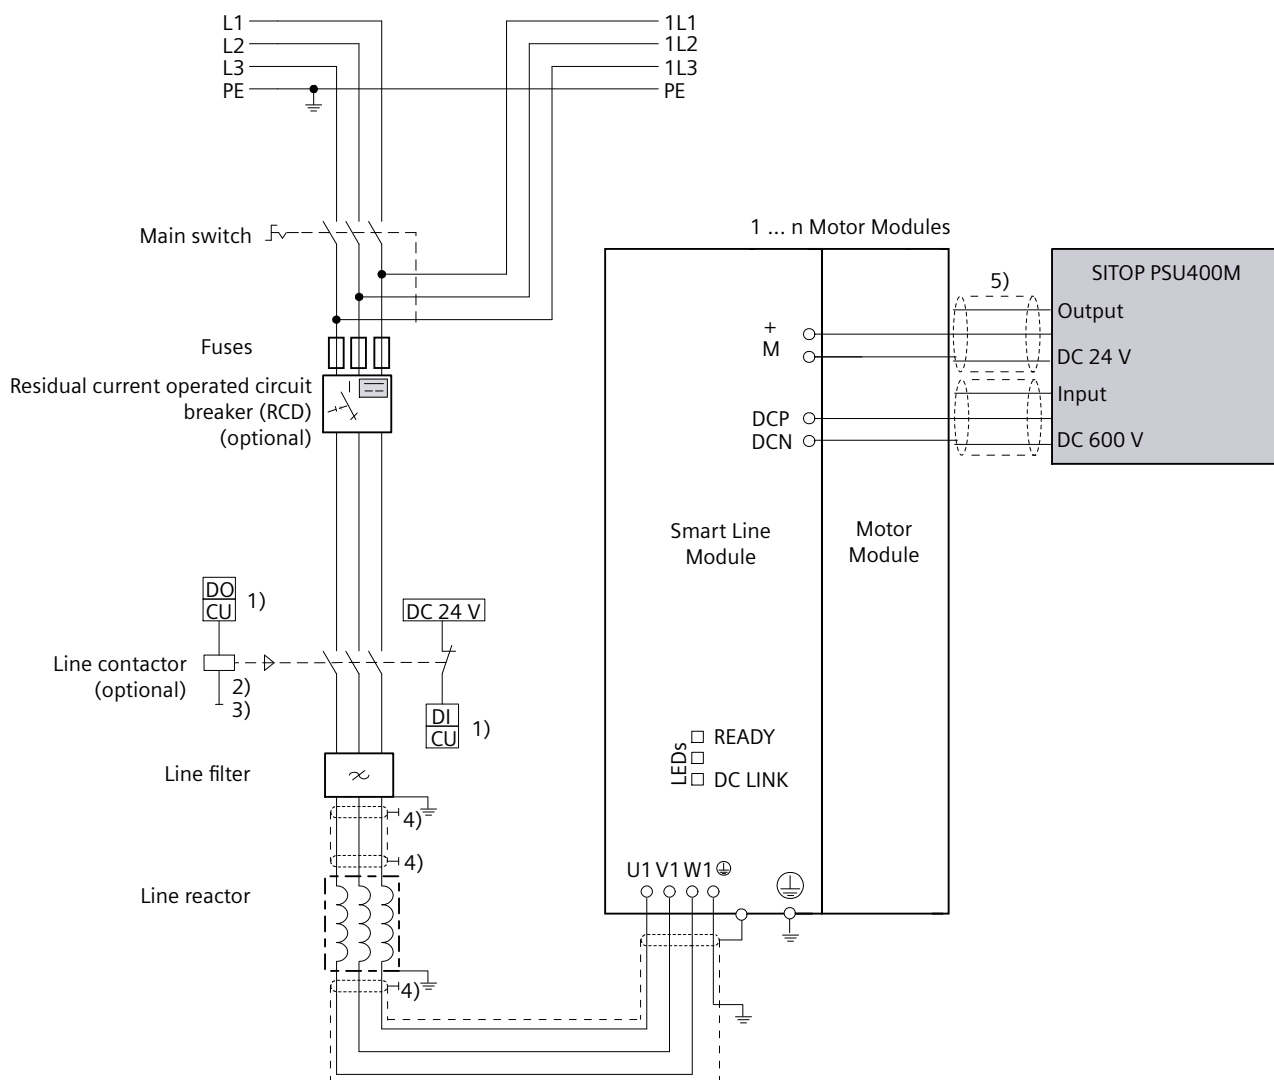 L1
L2
L3
PE
1L1
1L2
1L3
PE
Main switch
1 ... n Motor Modules
5)
SITOP PSU400M
Output
DC 24 V
Input
DC 600 V
+
M
DCP
DCN
Fuses
Residual current operated circuit
breaker (RCD)
(optional)
Smart Line
Module
Motor
Module
DO
CU
1)
DC 24 V
Line contactor
(optional)
2)
3)
DI
CU
1)
LEDs
READY
DC LINK
Line filter
4)
4)
Line reactor
4)
U1 V1 W1